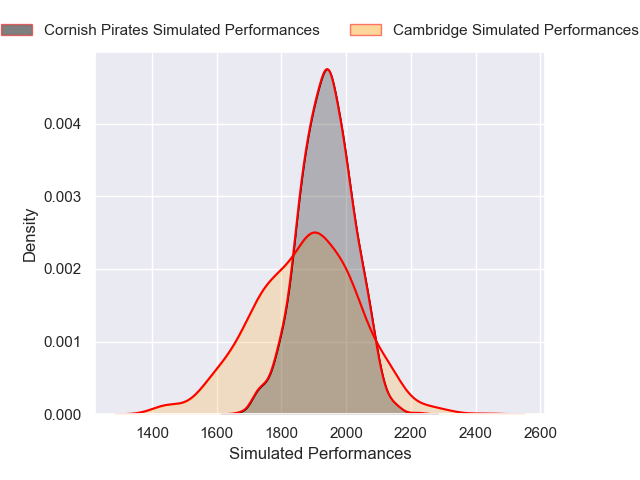 Cornish Pirates Simulated Performances Cambridge Simulated Performances
0.004
0.003
Density
0.002
0.001
0.000
1400 1600 1800 2000 2200 2400 2600
Simulated Performances